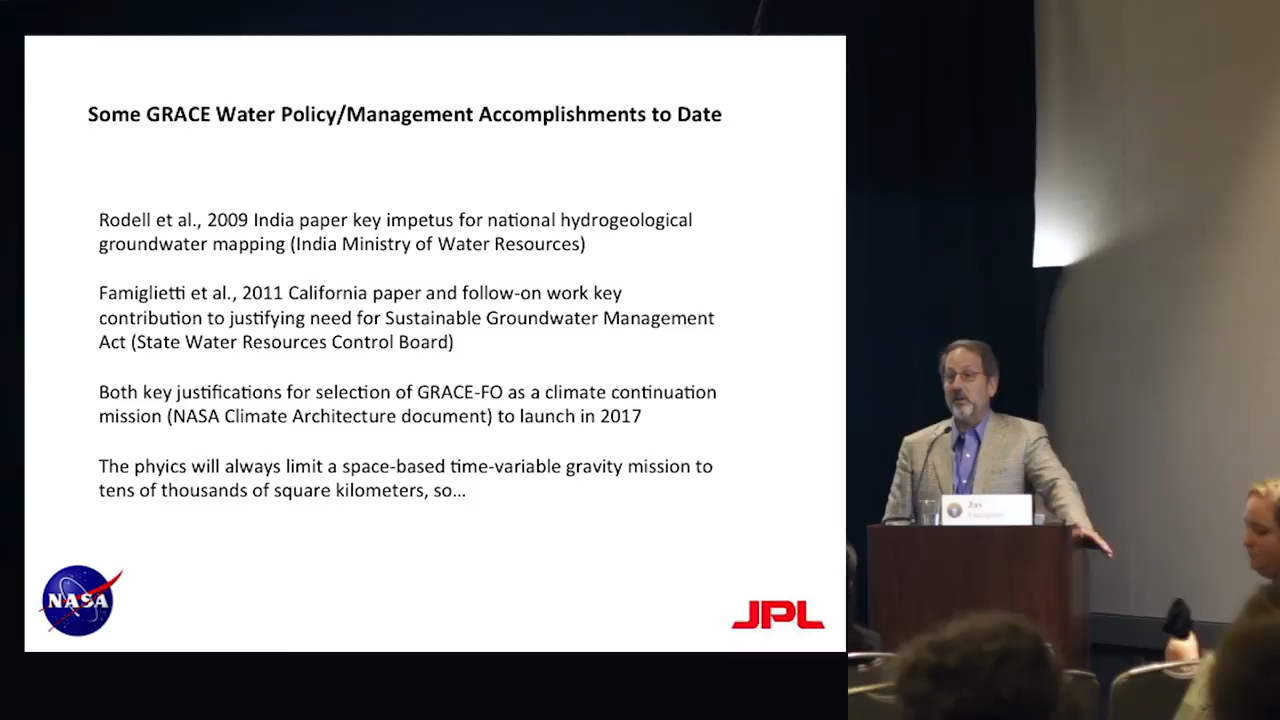 Some GRACE Water Policy/Management Accomplishments to Date
Rodell et al., 2009 India paper key impetus for national hydrogeological
groundwater mapping (India Ministry of Water Resources)
Famiglietti et al., 2011 California paper and follow-on work key
contribution to justifying need for Sustainable Groundwater Management
Act (State Water Resources Control Board)
Both key justifications for selection of GRACE-FO as a climate continuation
mission (NASA Climate Architecture document) to launch in 2017
The phyics will always limit a space-based time-variable gravity mission to
tens of thousands of square kilometers, so...
NASA
JPL
Jay